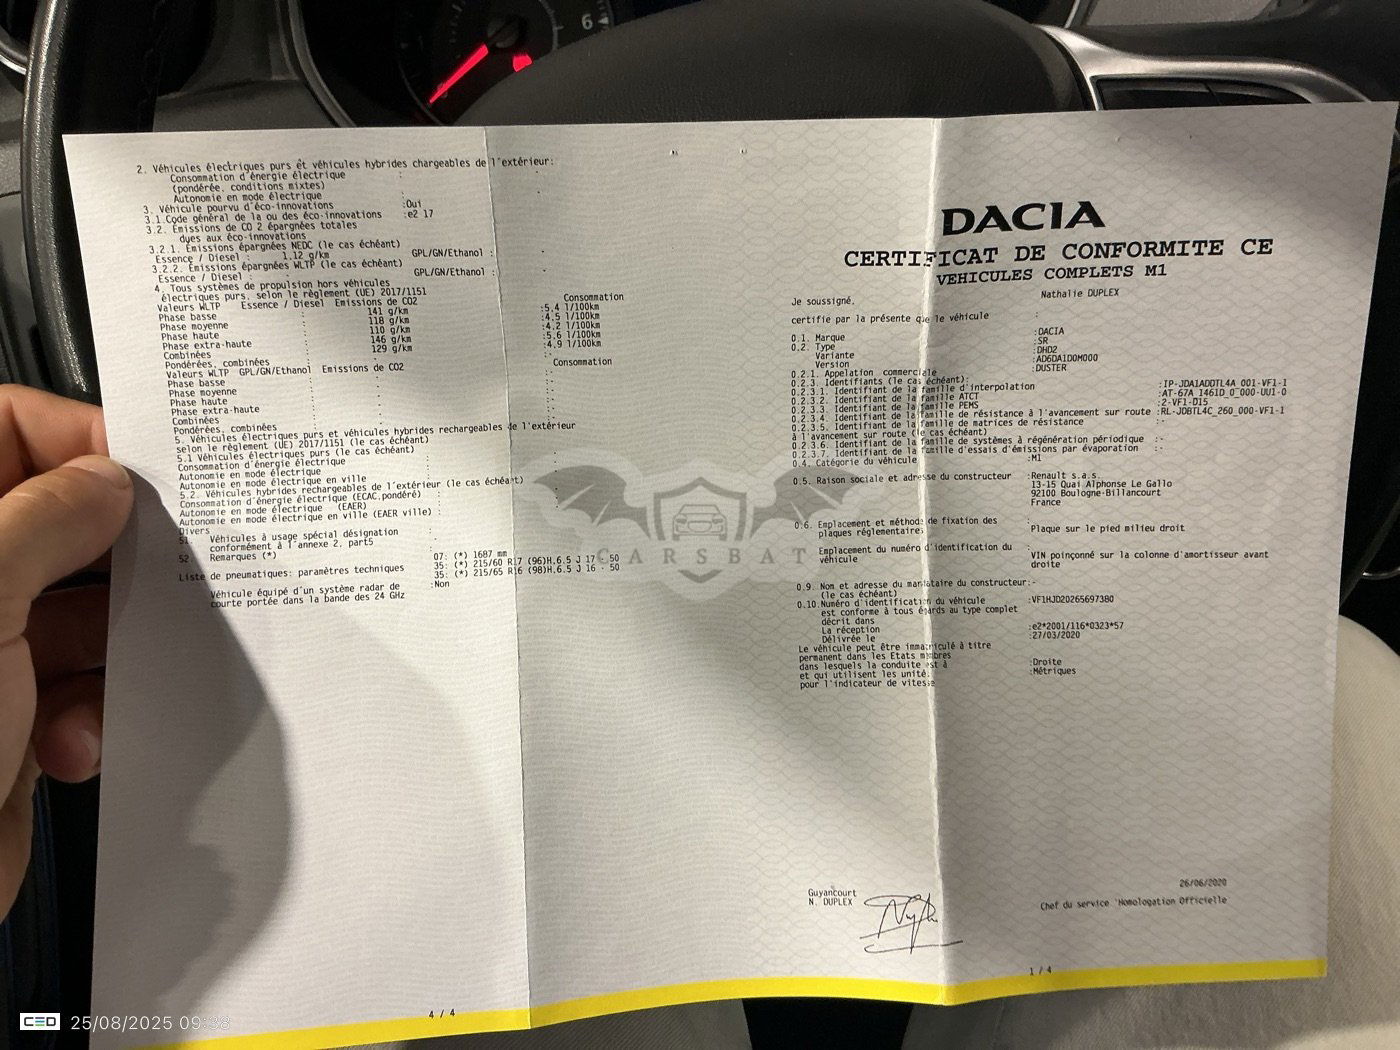 6
2. Véhicules électriques purs et véhicules hybrides chargeables de l'extérieur:
Consommation d'énergie électrique :
(pondérée, conditions mixtes)
Autonomie en mode électrique :
3. Véhicule pourvu d'éco-innovations :Oui
3.1.Code général de la ou des éco-innovations :e2 17
3.2. Emissions de CO 2 épargnées totales
dues aux éco-innovations
3.2.1. Emissions épargnées NEDC (le cas échéant)
Essence / Diesel : 1.12 g/km GPL/GN/Ethanol : -
3.2.2. Emissions épargnées WLTP (le cas échéant)
Essence / Diesel : GPL/GN/Ethanol : -
4. Tous systèmes de propulsion hors véhicules
électriques purs, selon le règlement (UE) 2017/1151
Valeurs WLTP Essence / Diesel Emissions de CO2 Consommation
Phase basse : 141 g/km :5.4 l/100km
Phase moyenne : 118 g/km :4.5 l/100km
Phase haute : 110 g/km :4.2 l/100km
Phase extra-haute : 146 g/km :5.6 l/100km
Combinées : 129 g/km :4.9 l/100km
Pondérées, combinées : - :-
Valeurs WLTP GPL/GN/Ethanol Emissions de CO2 Consommation
Phase basse : :-
Phase moyenne : :-
Phase haute : :-
Phase extra-haute : :-
Combinées : :-
Pondérées, combinées : :-
5. Véhicules électriques purs et véhicules hybrides rechargeables de l'extérieur
selon le règlement (UE) 2017/1151 (le cas échéant)
5.1 Véhicules électriques purs (le cas échéant)
Consommation d'énergie électrique :
Autonomie en mode électrique :
Autonomie en mode électrique en ville :
5.2. Véhicules hybrides rechargeables de l'extérieur (le cas échéant)
Consommation d'énergie électrique (ECAC,pondéré) :
Autonomie en mode électrique (EAER) :
Autonomie en mode électrique en ville (EAER ville) :
Divers
51. Véhicules à usage spécial désignation :
conformément à l'annexe 2, part5
52. Remarques (*) :
07: (*) 1687 mm
35: (*) 215/60 R17 (96)H,6.5 J 17 - 50
Liste de pneumatiques: paramètres techniques 35: (*) 215/65 R16 (98)H,6.5 J 16 - 50
Véhicule équipé d'un système radar de :Non
courte portée dans la bande des 24 GHz
4 / 4
DACIA
CERTIFICAT DE CONFORMITE CE
VEHICULES COMPLETS M1
Je soussigné, Nathalie DUPLEX
certifie par la présente que le véhicule :
0.1. Marque :DACIA
0.2. Type :SR
Variante :DHD2
Version :AD6DA1D0M000
0.2.1. Appelation commerciale :DUSTER
0.2.3. Identifiants (le cas échéant):
0.2.3.1. Identifiant de la famille d'interpolation :IP-JDA1ADDTL4A_001-VF1-1
0.2.3.2. Identifiant de la famille ATCT :AT-67A_1461D_0_000-UU1-0
0.2.3.3. Identifiant de la famille PEMS :2-VF1-D15
0.2.3.4. Identifiant de la famille de résistance à l'avancement sur route :RL-JDBTL4C_260_000-VF1-1
0.2.3.5. Identifiant de la famille de matrices de résistance :-
à l'avancement sur route (le cas échéant)
0.2.3.6. Identifiant de la famille de systèmes à régénération périodique :-
0.2.3.7. Identifiant de la famille d'essais d'émissions par évaporation :-
0.4. Catégorie du véhicule :M1
0.5. Raison sociale et adresse du constructeur :Renault s.a.s.
13-15 Quai Alphonse Le Gallo
92100 Boulogne-Billancourt
France
0.6. Emplacement et méthode de fixation des :
plaques réglementaires Plaque sur le pied milieu droit
Emplacement du numéro d'identification du :
véhicule VIN poinçonné sur la colonne d'amortisseur avant
droite
0.9. Nom et adresse du mandataire du constructeur:-
(le cas échéant)
0.10.Numéro d'identification du véhicule :VF1HJD20265697380
est conforme à tous égards au type complet
décrit dans
La réception :e2*2001/116*0323*57
Délivrée le :27/03/2020
Le véhicule peut être immatriculé à titre
permanent dans les Etats membres
dans lesquels la conduite est à :Droite
et qui utilisent les unités :Métriques
pour l'indicateur de vitesse
Guyancourt
N. DUPLEX
26/06/2020
Chef du service 'Homologation Officielle
1 / 4
CARSBAT
CED 25/08/2025 09:38